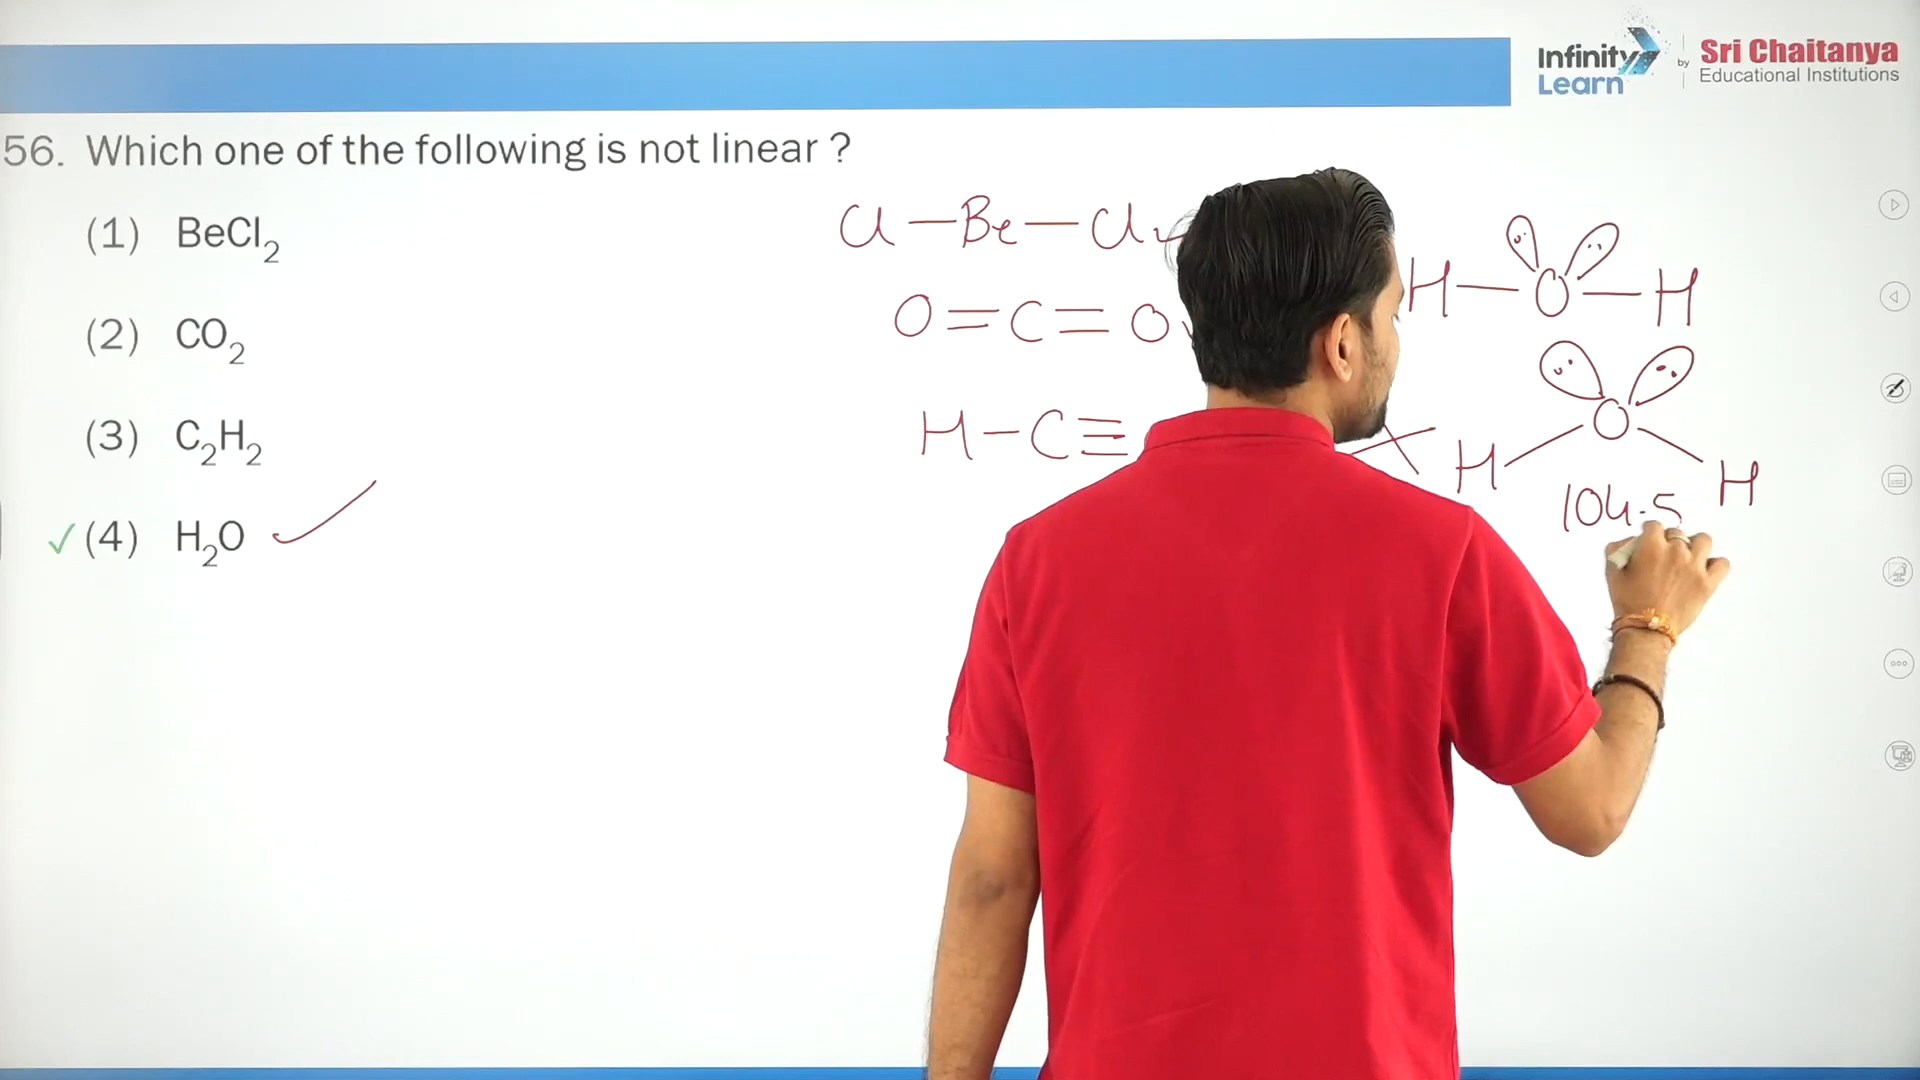 Infinity Learn by Sri Chaitanya Educational Institutions
56. Which one of the following is not linear ?
(1) BeCl₂
(2) CO₂
(3) C₂H₂
✓(4) H₂O ✓
Cl — Be — Cl
O = C = O
H - C ≡
H — O — H
H O H
104.5